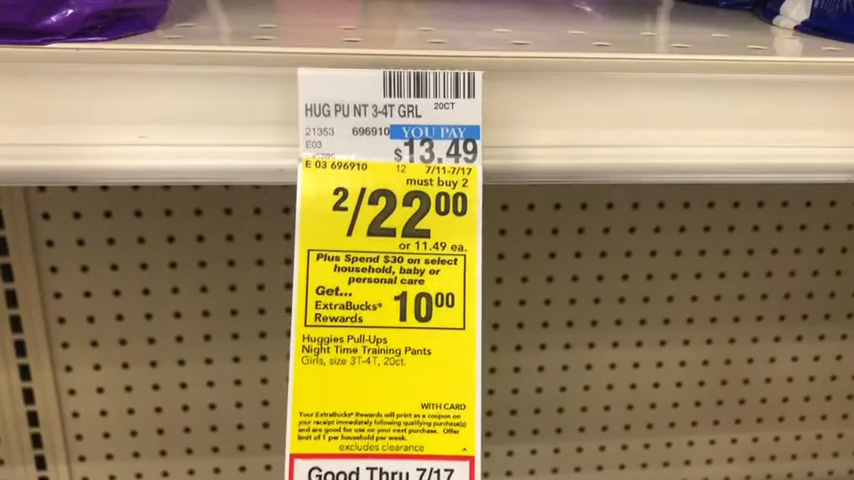 HUG PU NT 3-4T GRL 20CT
21353 696910 YOU PAY
E03
$13.49
E 03 696910 12 7/11-7/17
must buy 2
2/22.00
or 11.49 ea.
Plus Spend $30 on select
household, baby or
personal care
Get...
ExtraBucks® 10.00
Rewards
Huggies Pull-Ups
Night Time Training Pants
Girls, size 3T-4T, 20ct.
WITH CARD
Your ExtraBucks® Rewards will print as a coupon on
your receipt immediately following qualifying purchase(s)
and are good for use on your next purchase. Offer
limit of 1 per household per week.
excludes clearance
Good Thru 7/17